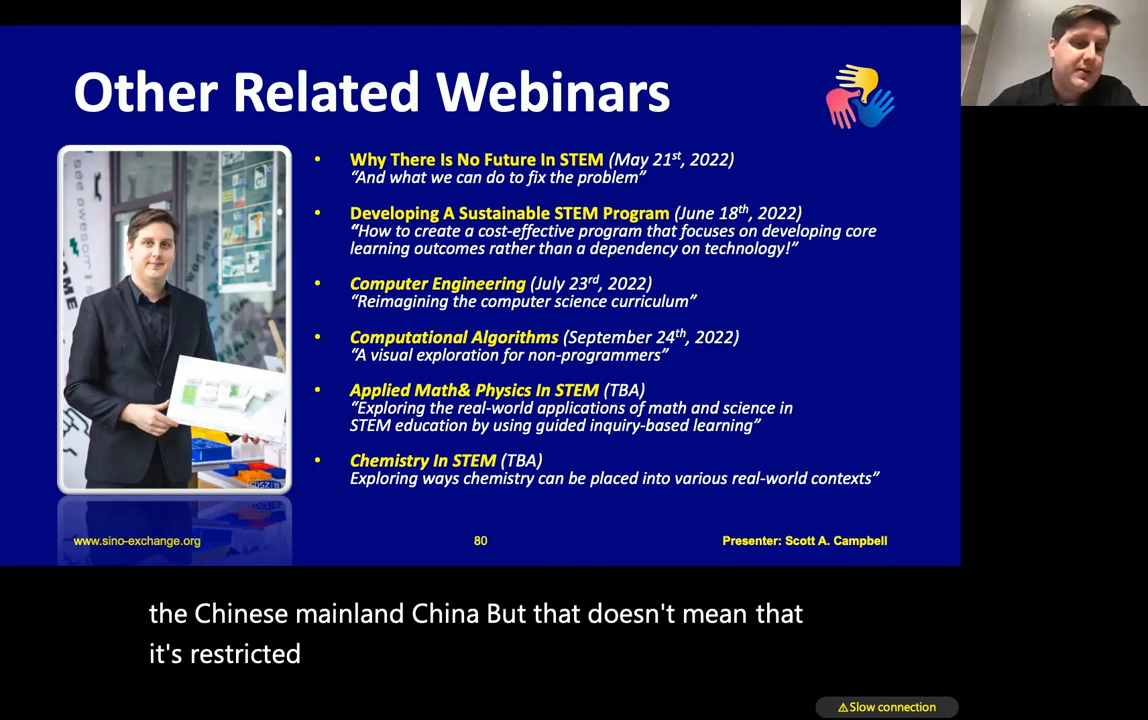 Other Related Webinars
• Why There Is No Future In STEM (May 21st, 2022)
“And what we can do to fix the problem”
• Developing A Sustainable STEM Program (June 18th, 2022)
“How to create a cost-effective program that focuses on developing core
learning outcomes rather than a dependency on technology!”
• Computer Engineering (July 23rd, 2022)
“Reimagining the computer science curriculum”
• Computational Algorithms (September 24th, 2022)
“A visual exploration for non-programmers”
• Applied Math& Physics In STEM (TBA)
“Exploring the real-world applications of math and science in
STEM education by using guided inquiry-based learning”
• Chemistry In STEM (TBA)
Exploring ways chemistry can be placed into various real-world contexts”
www.sino-exchange.org
80
Presenter: Scott A. Campbell
the Chinese mainland China But that doesn't mean that
it's restricted
⚠Slow connection